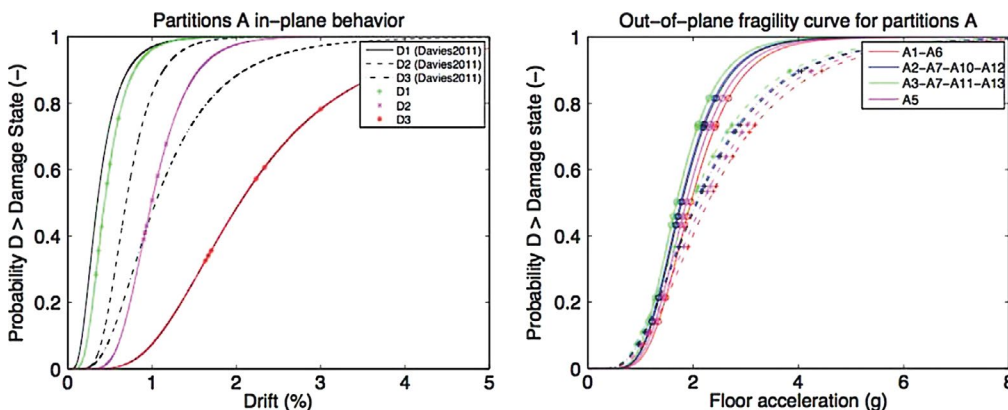 Partitions A in-plane behavior
Probability D > Damage State (-)
1
0.8
0.6
0.4
0.2
0
0
1
2
3
4
5
Drift (%)
D1 (Davies2011)
D2 (Davies2011)
D3 (Davies2011)
D1
D2
D3
Out-of-plane fragility curve for partitions A
Probability D > Damage state (-)
1
0.8
0.6
0.4
0.2
0
0
2
4
6
8
Floor acceleration (g)
A1-A6
A2-A7-A10-A12
A3-A7-A11-A13
A5